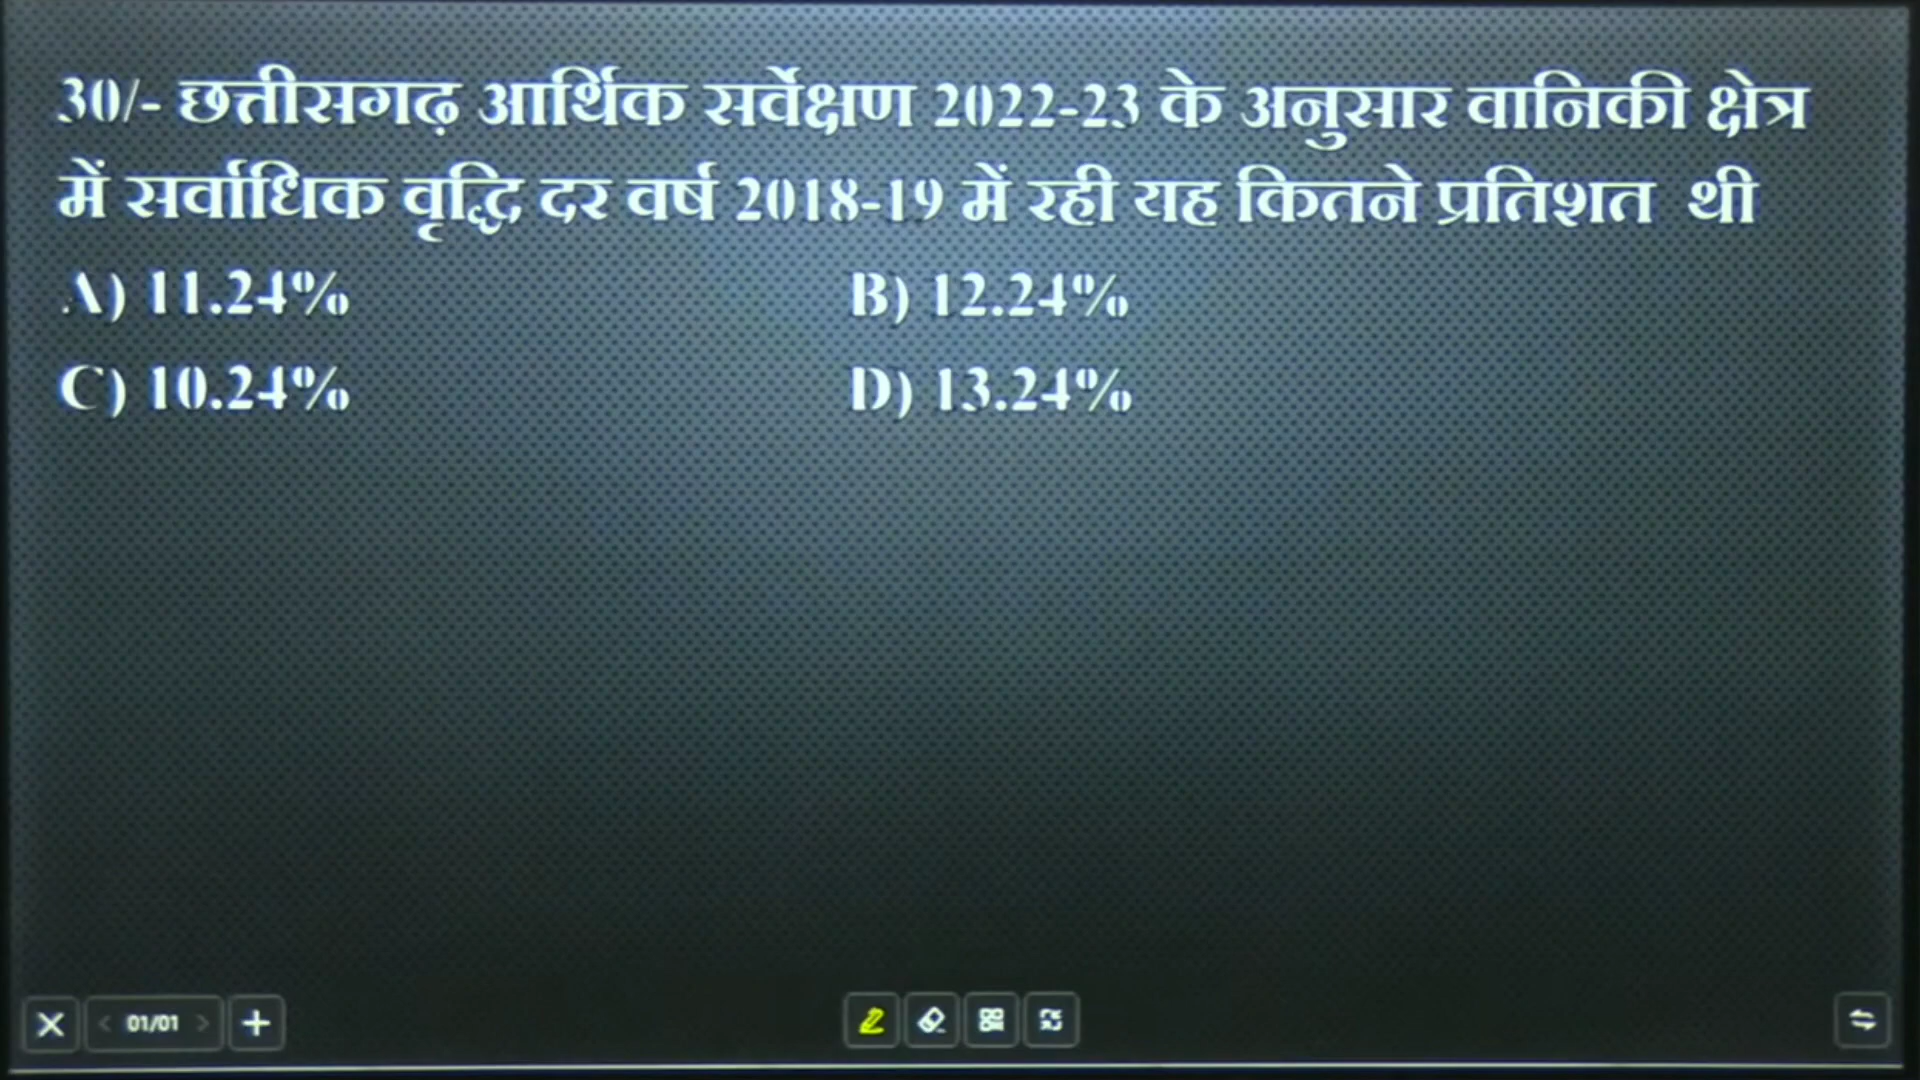 30/- छत्तीसगढ़ आर्थिक सर्वेक्षण 2022-23 के अनुसार वानिकी क्षेत्र
में सर्वाधिक वृद्धि दर वर्ष 2018-19 में रही यह कितने प्रतिशत थी
A) 11.24% B) 12.24%
C) 10.24% D) 13.24%
01/01